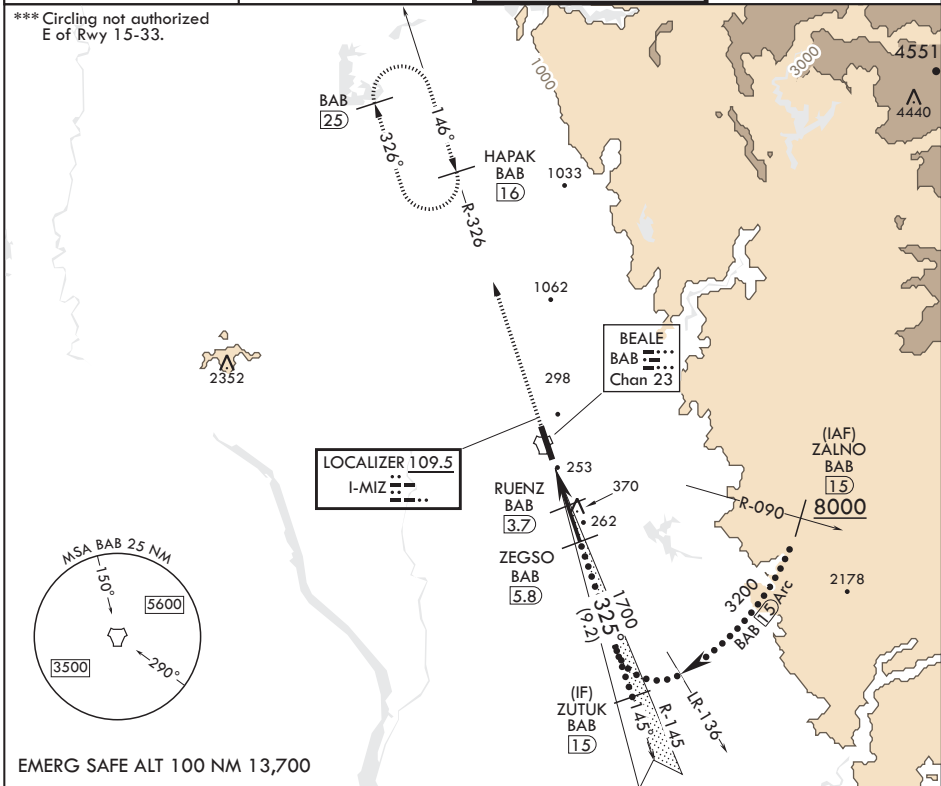 *** Circling not authorized
E of Rwy 15-33.
1000
3000
4551
4440
BAB
25
146°
326°
HAPAK
BAB
16
1033
R-326
1062
BEALE
BAB
Chan 23
2352
298
(IAF)
ZALNO
BAB
15
8000
LOCALIZER 109.5
I-MIZ
253
RUENZ
BAB
3.7
370
262
R-090
ZEGSO
BAB
5.8
MSA BAB 25 NM
150°
5600
3500
290°
1700
325°
(9.2)
3200
BAB 15 Arc
2178
(IF)
ZUTUK
BAB
15
145°
R-145
LR-136
EMERG SAFE ALT 100 NM 13,700